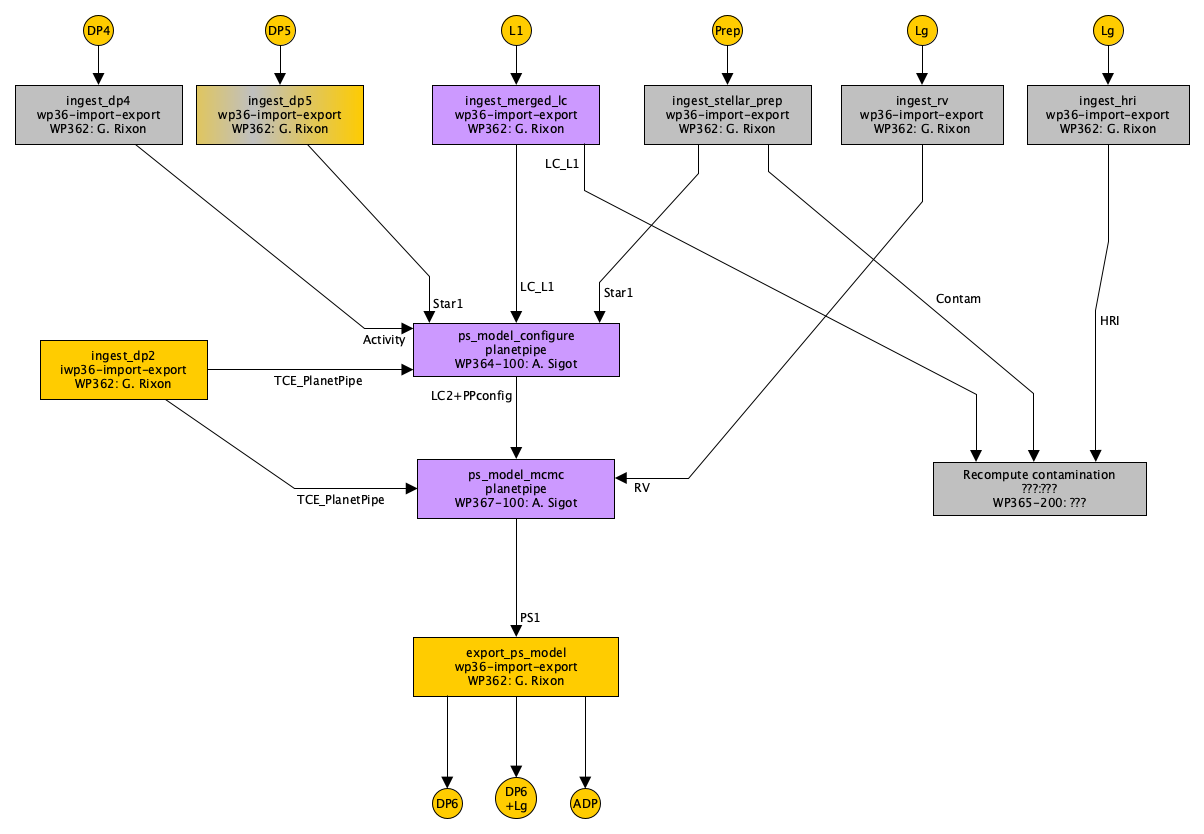 DP4
DP5
L1
Prep
Lg
Lg
ingest_dp4
wp36-import-export
WP362: G. Rixon
ingest_dp5
wp36-import-export
WP362: G. Rixon
ingest_merged_lc
wp36-import-export
WP362: G. Rixon
ingest_stellar_prep
wp36-import-export
WP362: G. Rixon
ingest_rv
wp36-import-export
WP362: G. Rixon
ingest_hri
wp36-import-export
WP362: G. Rixon
LC_L1
LC_L1
Star1
Star1
Contam
HRI
Activity
ps_model_configure
planetpipe
WP364-100: A. Sigot
ingest_dp2
iwp36-import-export
WP362: G. Rixon
TCE_PlanetPipe
LC2+PPconfig
TCE_PlanetPipe
ps_model_mcmc
planetpipe
WP367-100: A. Sigot
RV
Recompute contamination
???:???
WP365-200: ???
PS1
export_ps_model
wp36-import-export
WP362: G. Rixon
DP6
DP6
+Lg
ADP